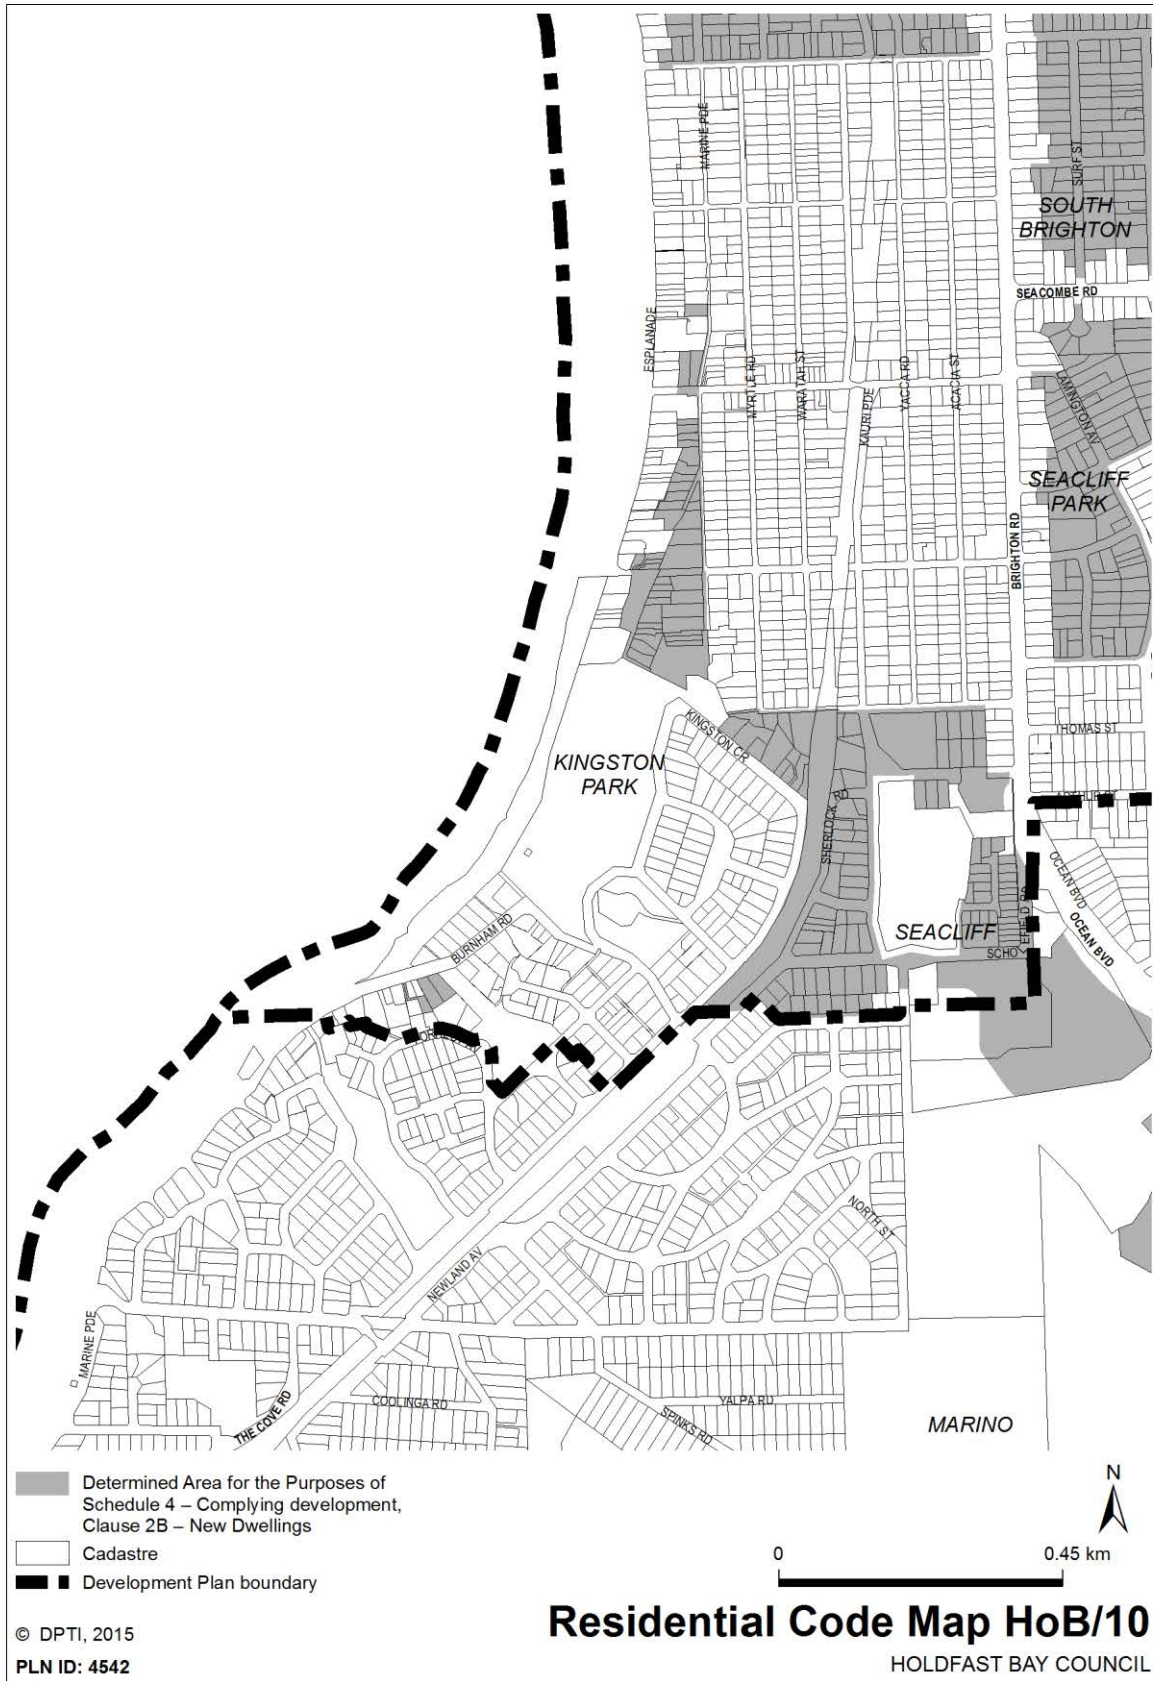 MARINE PDE
SURF ST
SOUTH
BRIGHTON
SEACOMBE RD
ESPLANADE
MYRTLE RD
WARATAH ST
KAURI PDE
YACCA RD
ACACIA ST
LAMINGTON AV
SEACLIFF
PARK
BRIGHTON RD
KINGSTON CR
THOMAS ST
KINGSTON
PARK
SHERLOCK RD
OCEAN BVD
OCEAN BVD
BURNHAM RD
SEACLIFF
NORTH ST
NEWLAND AV
MARINE PDE
THE COVE RD
COOLINGA RD
SPINKS RD
YALPA RD
MARINO
Determined Area for the Purposes of
Schedule 4 – Complying development,
Clause 2B – New Dwellings
Cadastre
Development Plan boundary
N
0 0.45 km
© DPTI, 2015
PLN ID: 4542
Residential Code Map HoB/10
HOLDFAST BAY COUNCIL